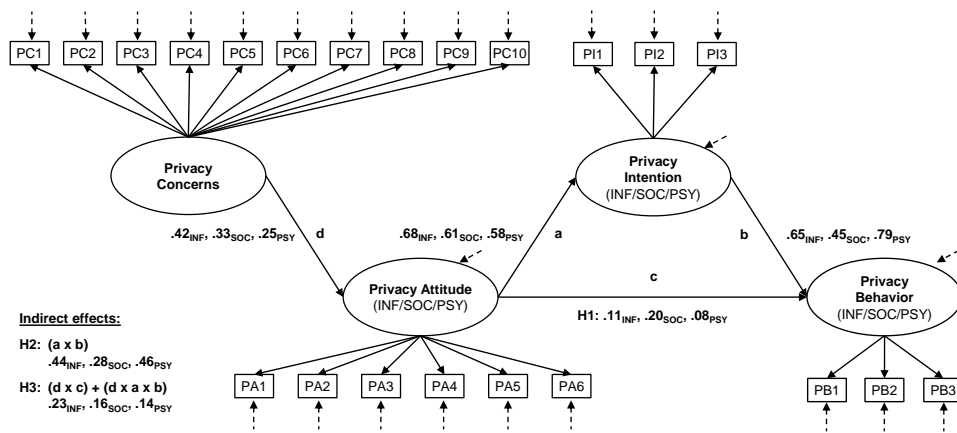 PC1 PC2 PC3 PC4 PC5 PC6 PC7 PC8 PC9 PC10
PI1 PI2 PI3
Privacy
Concerns
Privacy
Intention
(INF/SOC/PSY)
.42INF, .33SOC, .25PSY d
.68INF, .61SOC, .58PSY a
b .65INF, .45SOC, .79PSY
Privacy Attitude
(INF/SOC/PSY)
c
H1: .11INF, .20SOC, .08PSY
Privacy
Behavior
(INF/SOC/PSY)
Indirect effects:
H2: (a x b)
.44INF, .28SOC, .46PSY
H3: (d x c) + (d x a x b)
.23INF, .16SOC, .14PSY
PA1 PA2 PA3 PA4 PA5 PA6
PB1 PB2 PB3